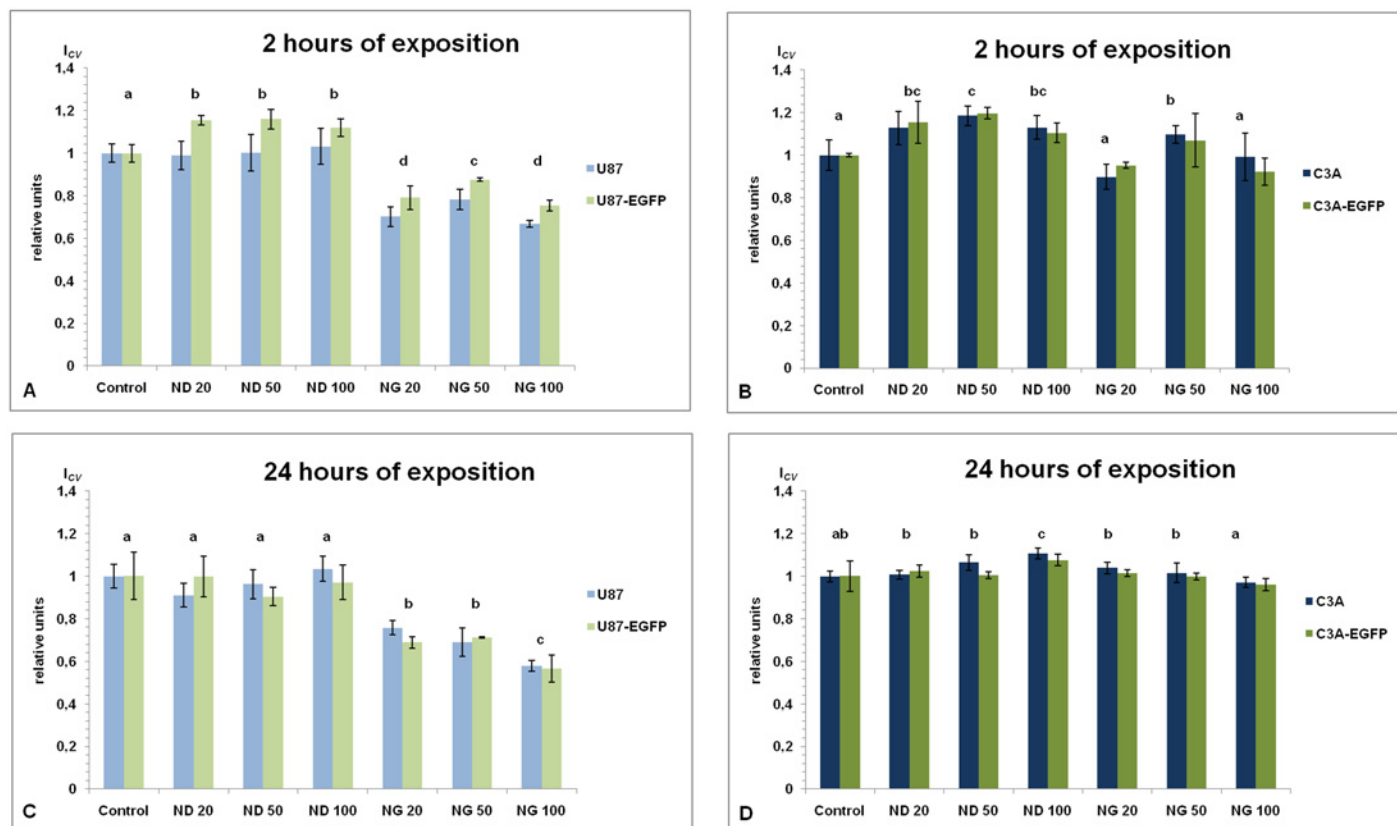 2 hours of exposition
I_CV
relative units
1,4
1,2
1
0,8
0,6
0,4
0,2
0
a b b b d c d
Control ND 20 ND 50 ND 100 NG 20 NG 50 NG 100
U87
U87-EGFP
A
2 hours of exposition
I_CV
relative units
1,4
1,2
1
0,8
0,6
0,4
0,2
0
a bc c bc a b a
Control ND 20 ND 50 ND 100 NG 20 NG 50 NG 100
C3A
C3A-EGFP
B
24 hours of exposition
I_CV
relative units
1,4
1,2
1
0,8
0,6
0,4
0,2
0
a a a a b b c
Control ND 20 ND 50 ND 100 NG 20 NG 50 NG 100
U87
U87-EGFP
C
24 hours of exposition
I_CV
relative units
1,4
1,2
1
0,8
0,6
0,4
0,2
0
ab b b c b b a
Control ND 20 ND 50 ND 100 NG 20 NG 50 NG 100
C3A
C3A-EGFP
D